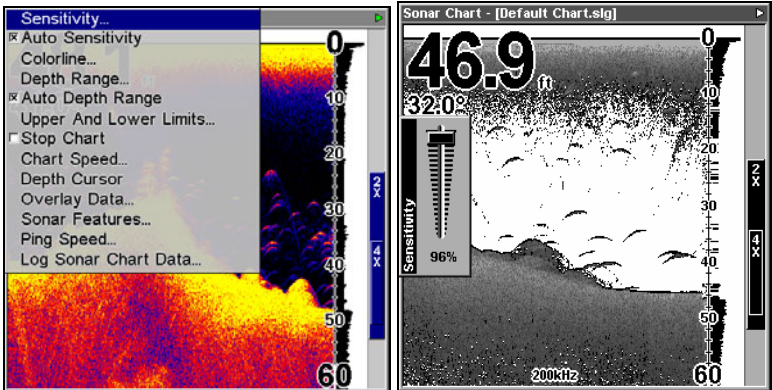 Sensitivity...
Auto Sensitivity
Colorline...
Depth Range...
Auto Depth Range
Upper And Lower Limits...
Stop Chart
Chart Speed...
Depth Cursor
Overlay Data...
Sonar Features...
Ping Speed...
Log Sonar Chart Data...
0
10
20
30
40
50
60
2X
4X
Sonar Chart - [Default Chart.slg]
46.9 ft
32.0°
Sensitivity
96%
0
10
20
30
40
50
60
2X
4X
200kHz